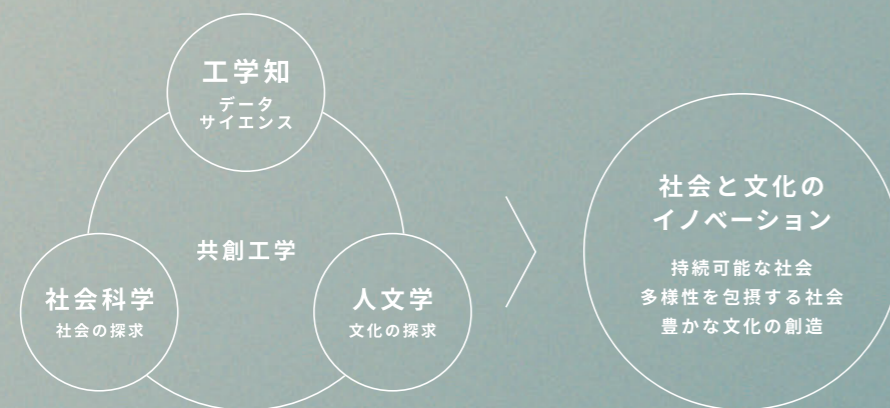 工学知
データ
サイエンス
共創工学
社会科学
社会の探求
人文学
文化の探求
社会と文化の
イノベーション
持続可能な社会
多様性を包摂する社会
豊かな文化の創造